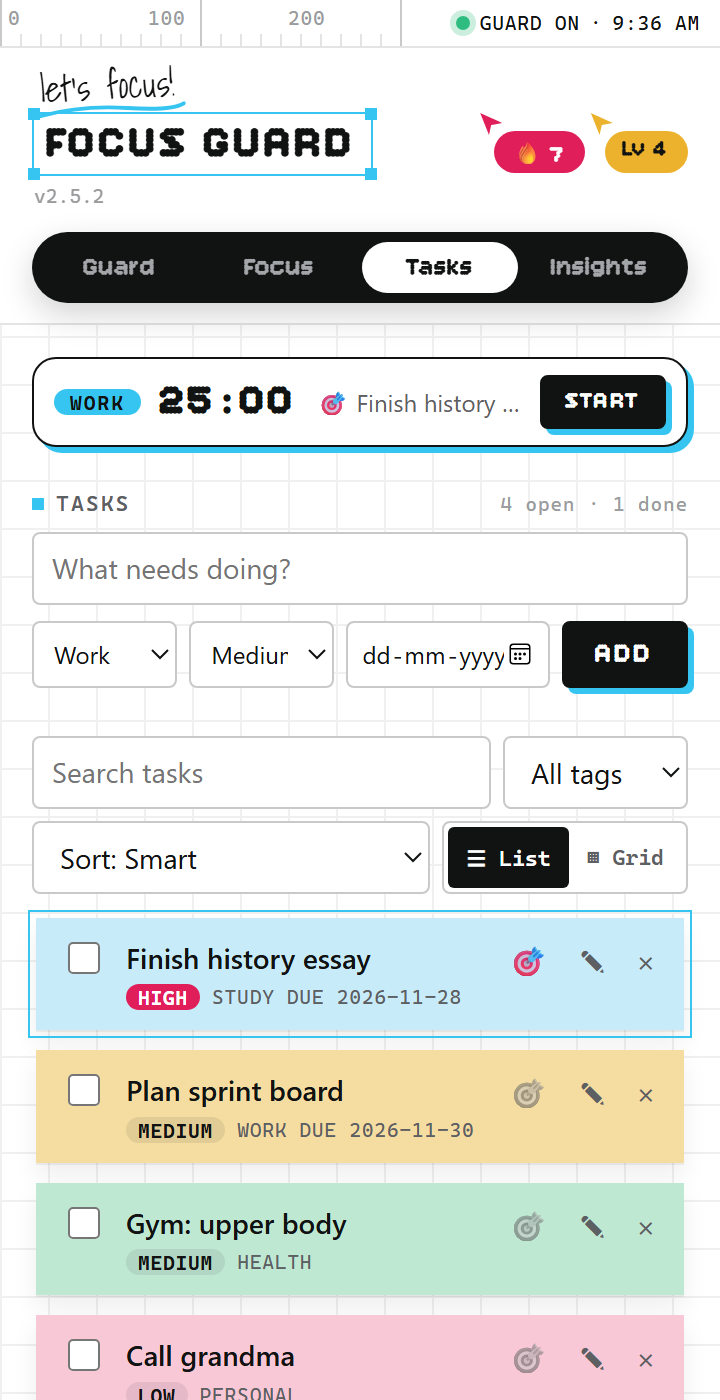 0 100 200 GUARD ON · 9:36 AM
let's focus!
FOCUS GUARD
🔥 7 LV 4
v2.5.2
Guard Focus Tasks Insights
WORK 25:00 🎯 Finish history ... START
TASKS 4 open · 1 done
What needs doing?
Work Mediur dd-mm-yyyy ADD
Search tasks All tags
Sort: Smart ☰ List ▦ Grid
Finish history essay 🎯 ✏ ×
HIGH STUDY DUE 2026-11-28
Plan sprint board 🎯 ✏ ×
MEDIUM WORK DUE 2026-11-30
Gym: upper body 🎯 ✏ ×
MEDIUM HEALTH
Call grandma 🎯 ✏ ×
LOW PERSONAL